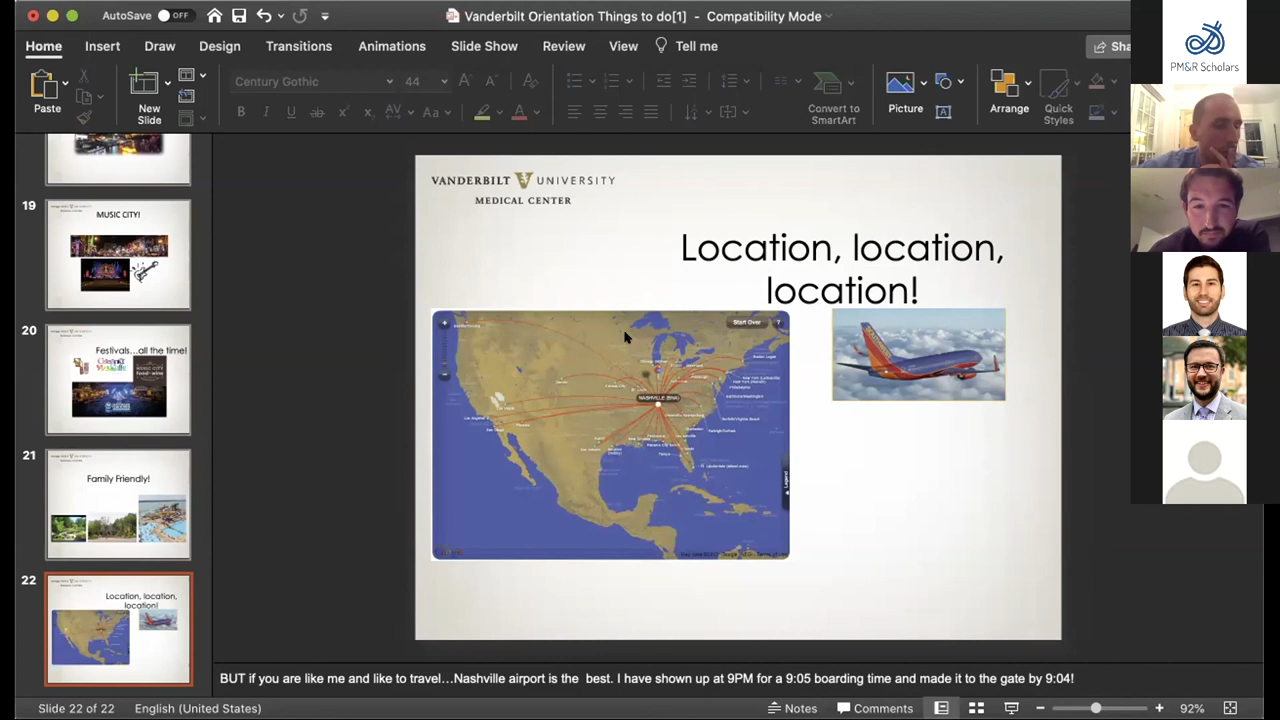 AutoSave OFF
Vanderbilt Orientation Things to do[1] - Compatibility Mode
Home Insert Draw Design Transitions Animations Slide Show Review View Tell me
Sha
Paste
New
Slide
Century Gothic 44
Convert to
SmartArt
Picture
Arrange
Quick
Styles
PM&R Scholars
19
MUSIC CITY!
20
Festivals...all the time!
21
Family Friendly!
22
Location, location,
location!
VANDERBILT UNIVERSITY
MEDICAL CENTER
Location, location,
location!
Start Over ?
NASHVILLE (BNA)
BUT if you are like me and like to travel…Nashville airport is the best. I have shown up at 9PM for a 9:05 boarding time and made it to the gate by 9:04!
Slide 22 of 22 English (United States) Notes Comments 92%